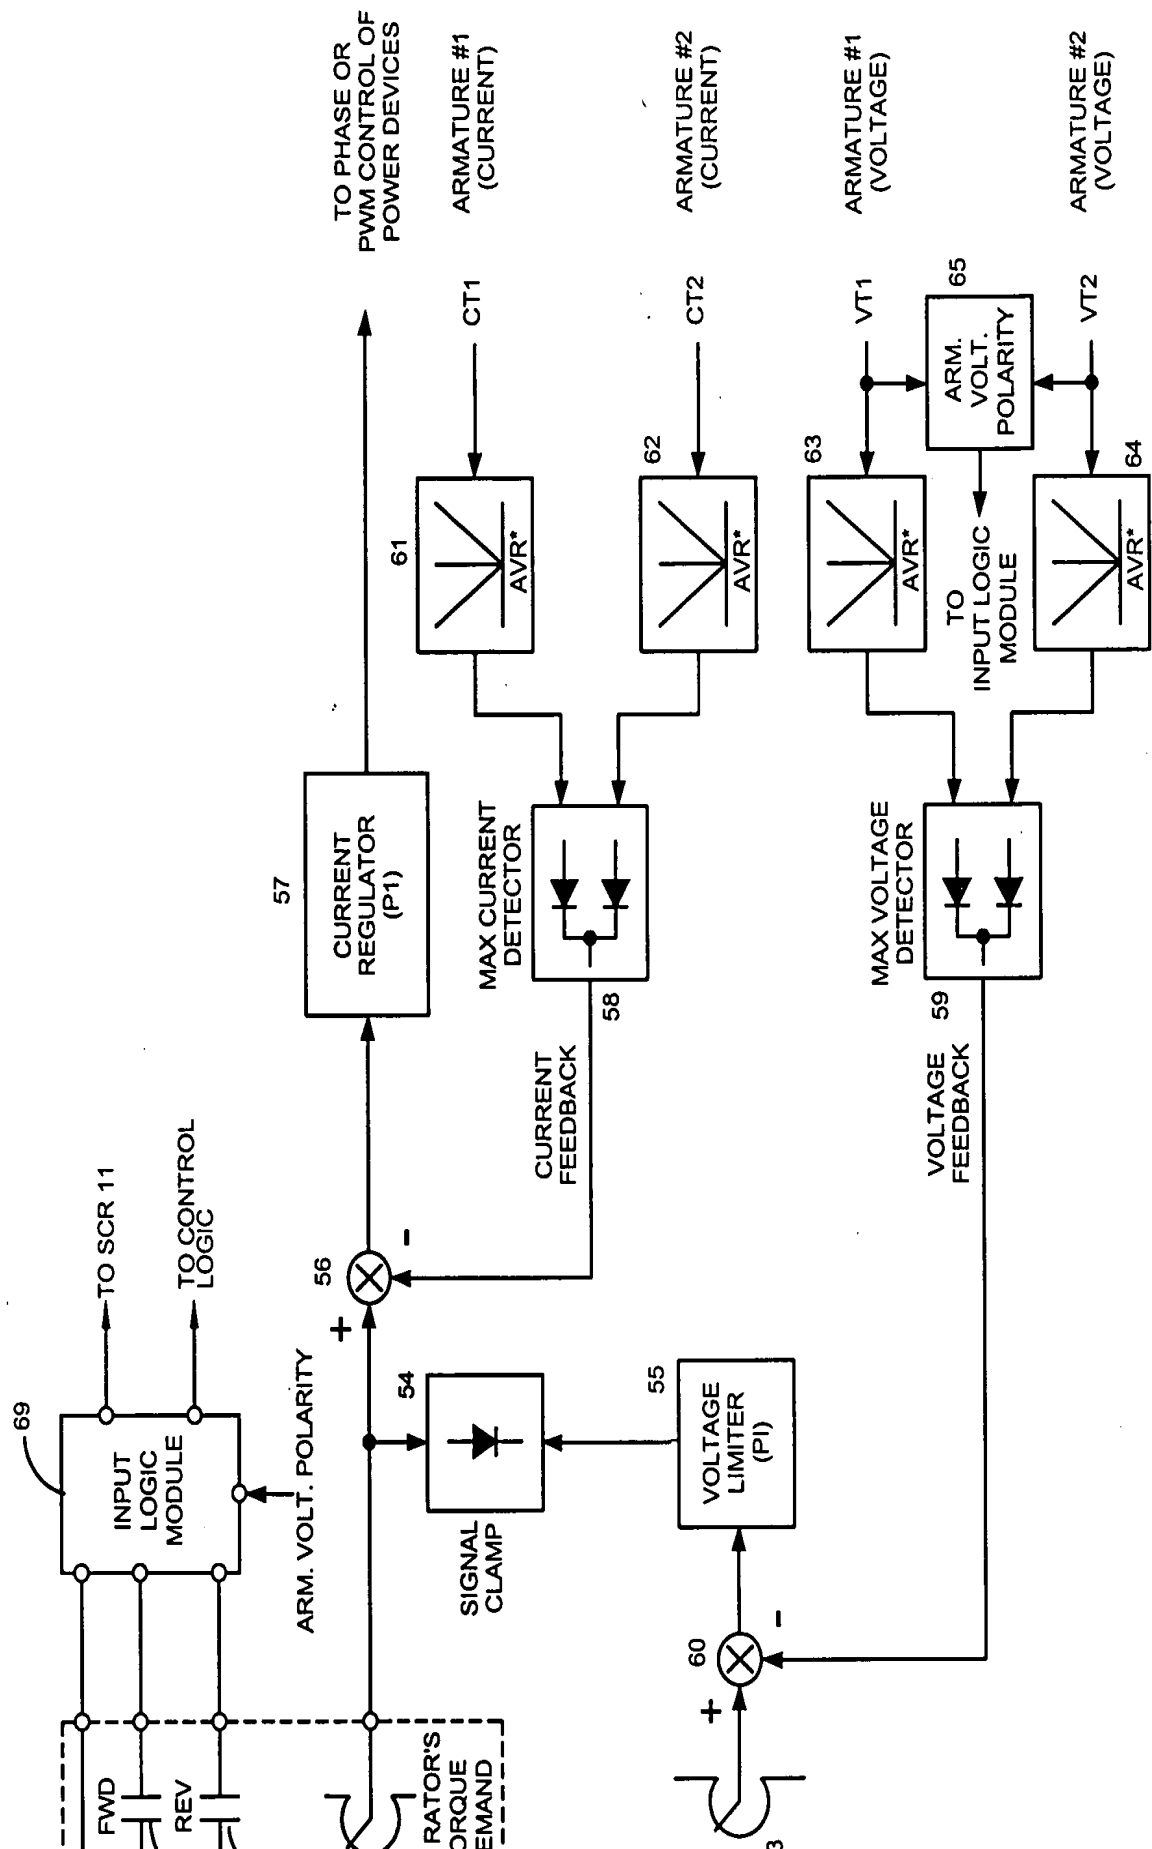 TO PHASE OR
PWM CONTROL OF
POWER DEVICES
ARMATURE #1
(CURRENT)
ARMATURE #2
(CURRENT)
ARMATURE #1
(VOLTAGE)
ARMATURE #2
(VOLTAGE)
CT1
CT2
VT1
VT2
65
ARM.
VOLT.
POLARITY
61
AVR*
62
AVR*
63
AVR*
64
AVR*
TO
INPUT LOGIC
MODULE
57
CURRENT
REGULATOR
(P1)
MAX CURRENT
DETECTOR
58
MAX VOLTAGE
DETECTOR
59
CURRENT
FEEDBACK
VOLTAGE
FEEDBACK
TO SCR 11
TO CONTROL
LOGIC
69
INPUT
LOGIC
MODULE
ARM. VOLT. POLARITY
56
+
-
54
SIGNAL
CLAMP
55
VOLTAGE
LIMITER
(PI)
60
+
-
FWD
REV
RATOR'S
ORQUE
EMAND
3